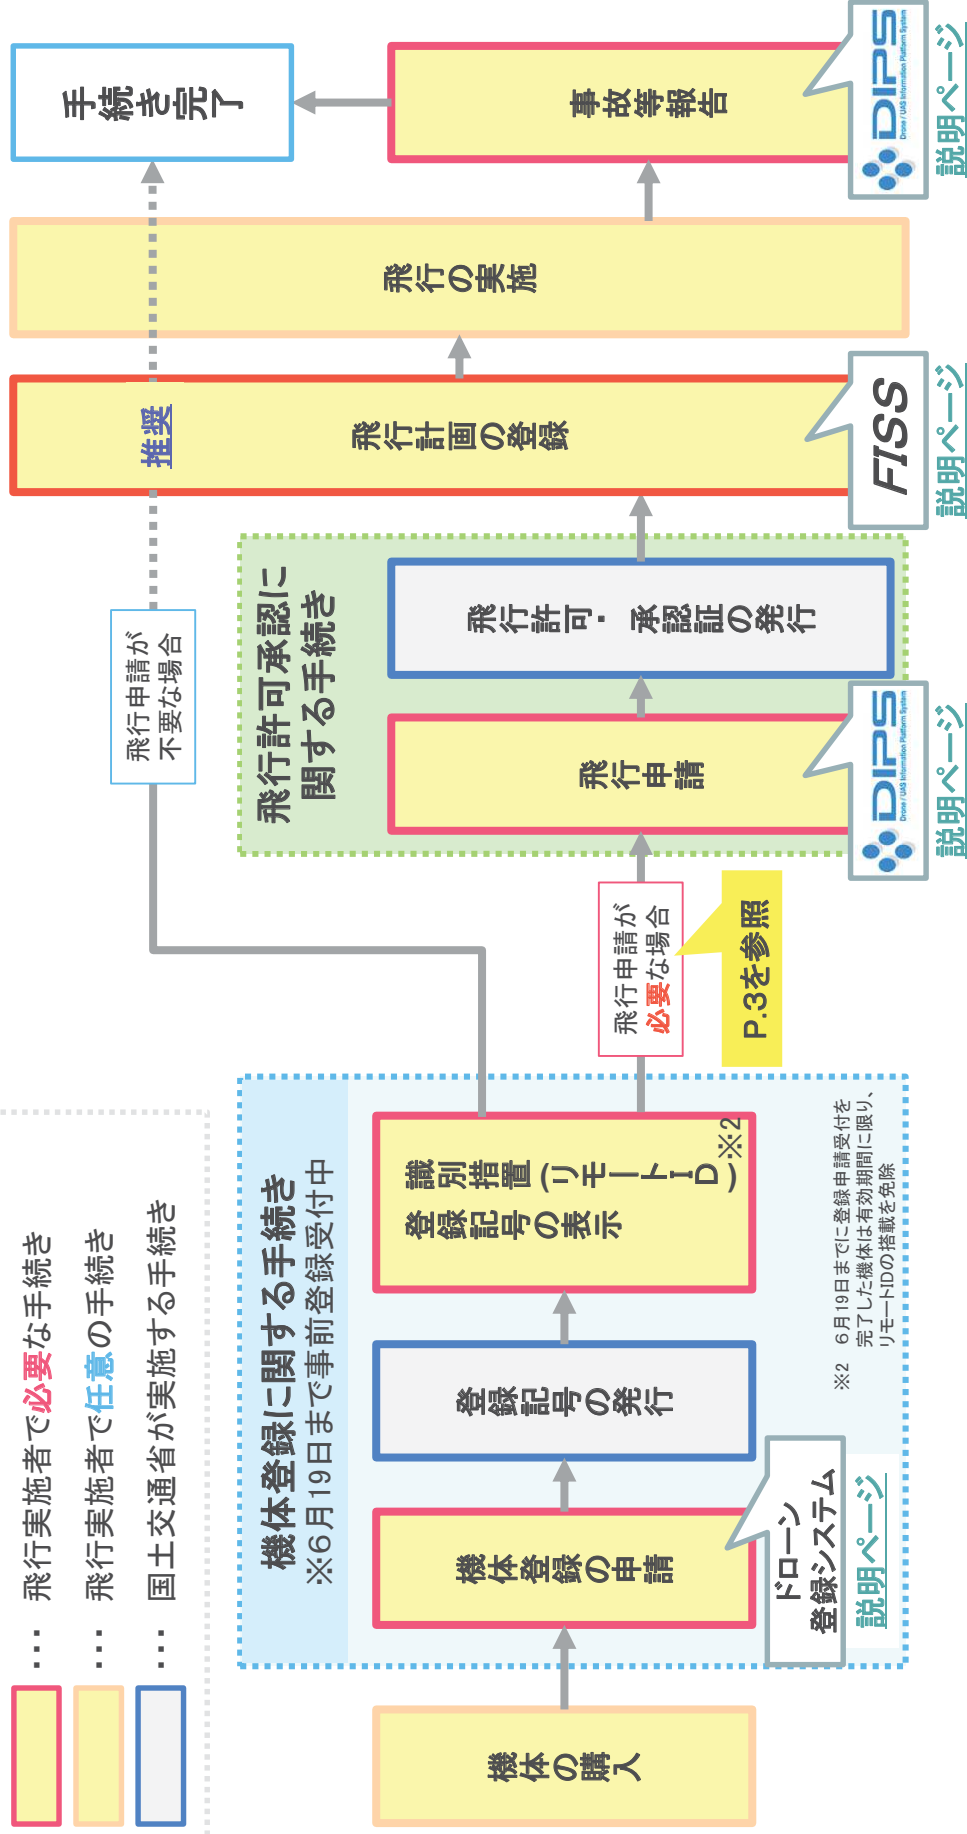 ・・・ 飛行実施者で必要な手続き
・・・ 飛行実施者で任意の手続き
・・・ 国土交通省が実施する手続き
機体の購入
機体登録に関する手続き
※6月19日まで事前登録受付中
機体登録の申請
ドローン
登録システム
説明ページ
登録記号の発行
識別措置(リモートID)
登録記号の表示
※2
※2 6月19日までに登録申請受付を
完了した機体は有効期間に限り、
リモートIDの搭載を免除
飛行申請が
不要な場合
飛行申請が
必要な場合
P.3を参照
飛行許可承認に
関する手続き
飛行申請
DIPS
Drone / UAS Information Platform System
説明ページ
飛行許可・ 承認証の発行
推奨
飛行計画の登録
FISS
説明ページ
飛行の実施
事故等報告
DIPS
Drone / UAS Information Platform System
説明ページ
手続き完了